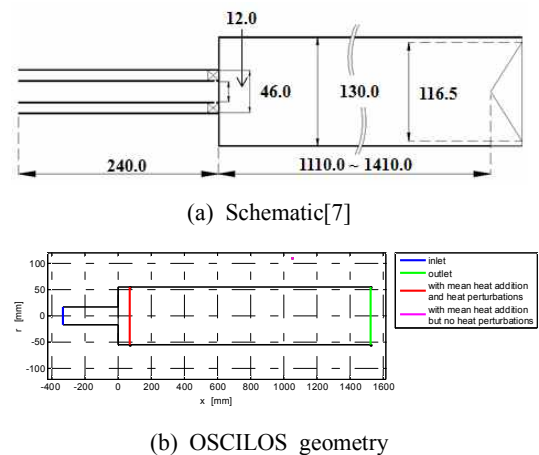 12.0
46.0
130.0
116.5
240.0
1110.0 ~ 1410.0
(a) Schematic[7]
100
50
0
-50
-100
r [mm]
-400 -200 0 200 400 600 800 1000 1200 1400 1600
x [mm]
inlet
outlet
with mean heat addition
and heat perturbations
with mean heat addition
but no heat perturbations
(b) OSCILOS geometry